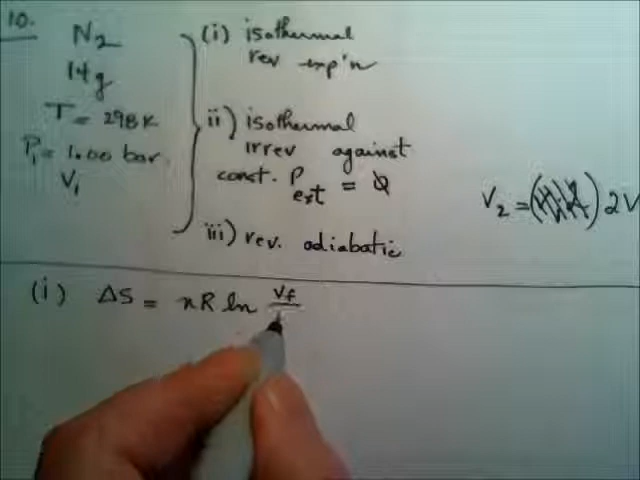 10.
N2
14g
T = 298 K
P1 = 1.00 bar.
V1
(i) isothermal
rev exp'n
ii) isothermal
irrev against
const. Pext = 0
iii) rev. adiabatic
V2 = ( ) 2V
(i) ΔS = nR ln Vf